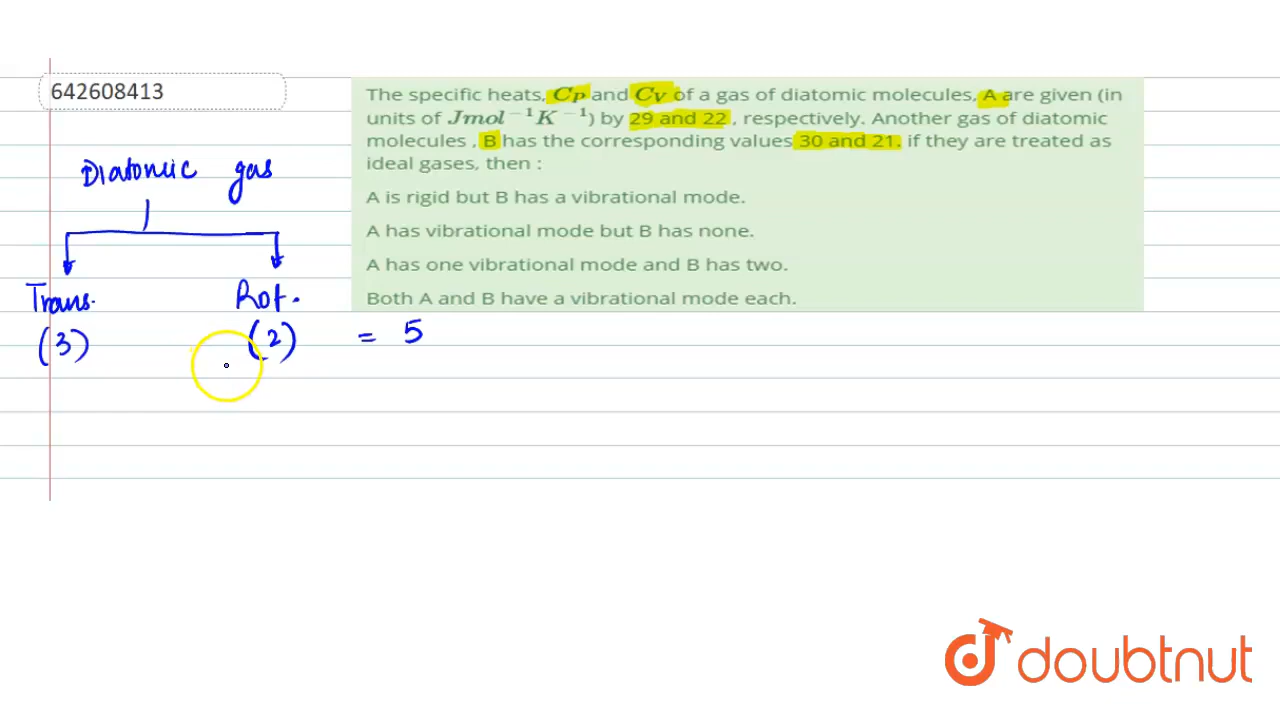 642608413
The specific heats, Cp and Cv of a gas of diatomic molecules, A are given (in
units of Jmol⁻¹K⁻¹) by 29 and 22 , respectively. Another gas of diatomic
molecules , B has the corresponding values 30 and 21. if they are treated as
ideal gases, then :
A is rigid but B has a vibrational mode.
A has vibrational mode but B has none.
A has one vibrational mode and B has two.
Both A and B have a vibrational mode each.
Diatomic gas
Trans. Rot.
(3) (2) = 5
doubtnut